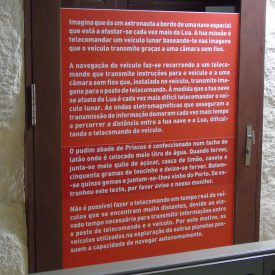 Imagina que és um astronauta a bordo de uma nave espacial
que está a afastar-se cada vez mais da Lua. A tua missão é
telecomandar um veículo lunar baseando-te nas imagens
que o veículo transmite graças a uma câmara sem fios.
A navegação do veículo faz-se recorrendo a um teleco-
mando que transmite instruções para o veículo e a uma
câmara sem fios que, instalada no veículo, transmite ima-
gens para o posto de telecomando. À medida que a tua nave
se afasta da Lua é cada vez mais difícil telecomandar o veí-
culo lunar. As ondas eletromagnéticas que asseguram a
transmissão de informação demoram cada vez mais tempo
a percorrer a distância entre a tua nave e a Lua, dificul-
tando o telecomando do veículo.
O pudim abade de Priscos é confeccionado num tacho de
latão onde é colocado meio litro de água. Quando ferver,
junta-se meio quilo de açúcar, casca de limão, canela e
cinquenta gramas de toucinho e deixa-se ferver. Batem-
-se quinze gemas e juntam-se-lhes vinho do Porto. Se es-
tranhou este texto, por favor avise o nosso monitor.
Não é possível fazer o telecomando em tempo real do veí-
culos que se encontram muito distantes, devido ao ele-
vado tempo necessário para transmitir informações entre
o posto de telecomando e o veículo. Por este motivo, os
veículos utilizados na exploração de outros planetas pos-
suem a capacidade de navegar autonomamente.